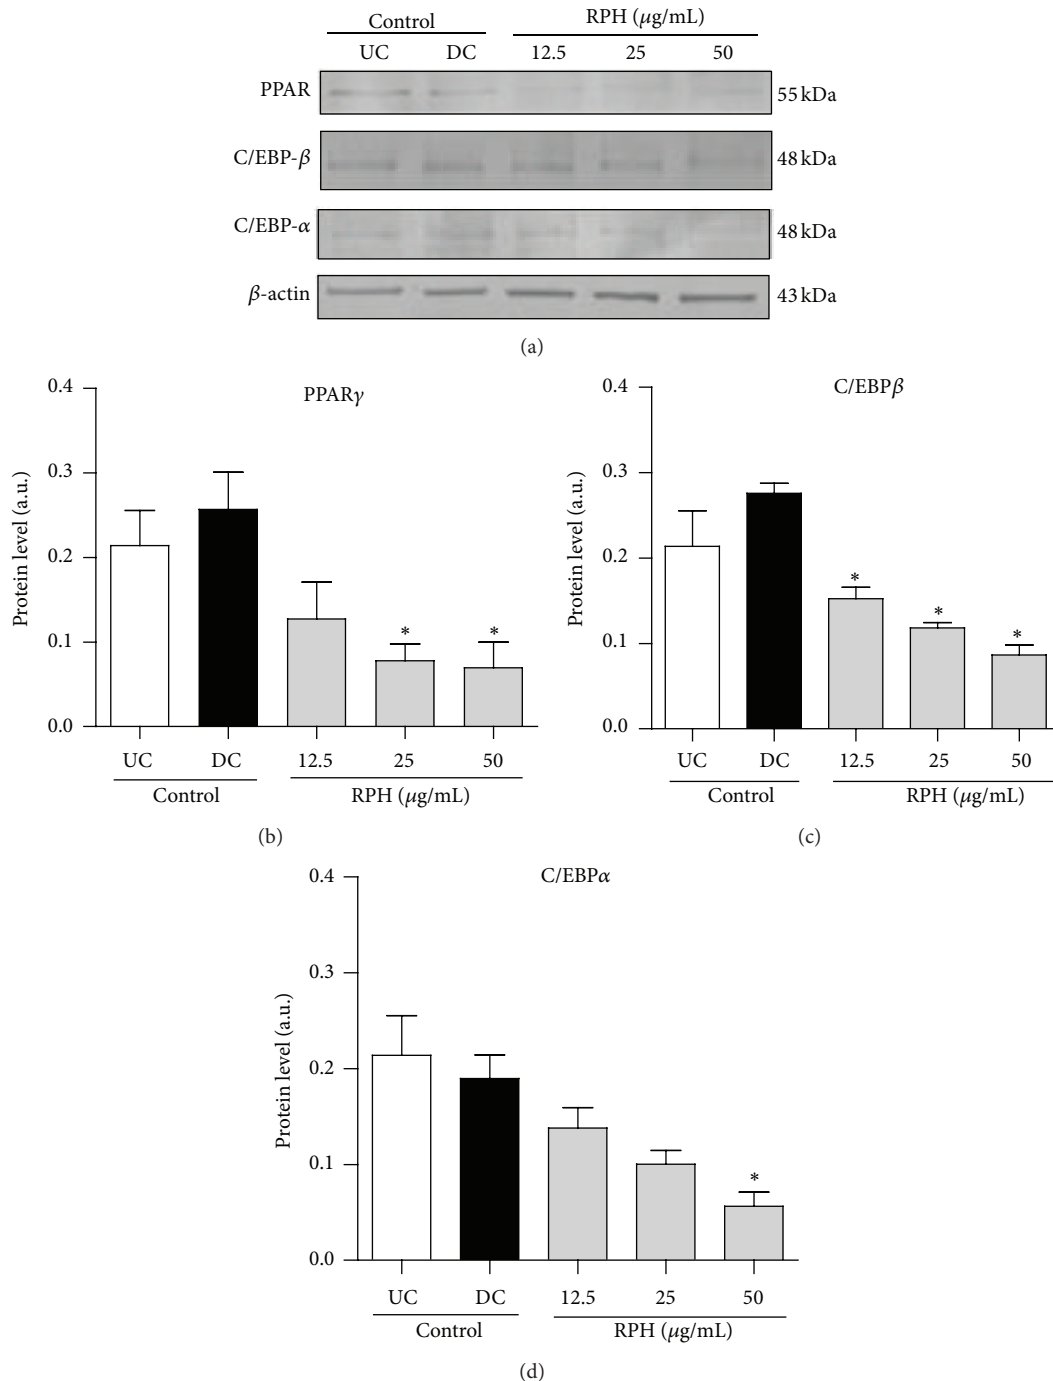 Control RPH (μg/mL)
UC DC 12.5 25 50
PPAR 55 kDa
C/EBP-β 48 kDa
C/EBP-α 48 kDa
β-actin 43 kDa
(a)
PPARγ
0.4
0.3
0.2
0.1
0.0
Protein level (a.u.)
* *
UC DC 12.5 25 50
Control RPH (μg/mL)
(b)
C/EBPβ
0.4
0.3
0.2
0.1
0.0
Protein level (a.u.)
* * *
UC DC 12.5 25 50
Control RPH (μg/mL)
(c)
C/EBPα
0.4
0.3
0.2
0.1
0.0
Protein level (a.u.)
*
UC DC 12.5 25 50
Control RPH (μg/mL)
(d)